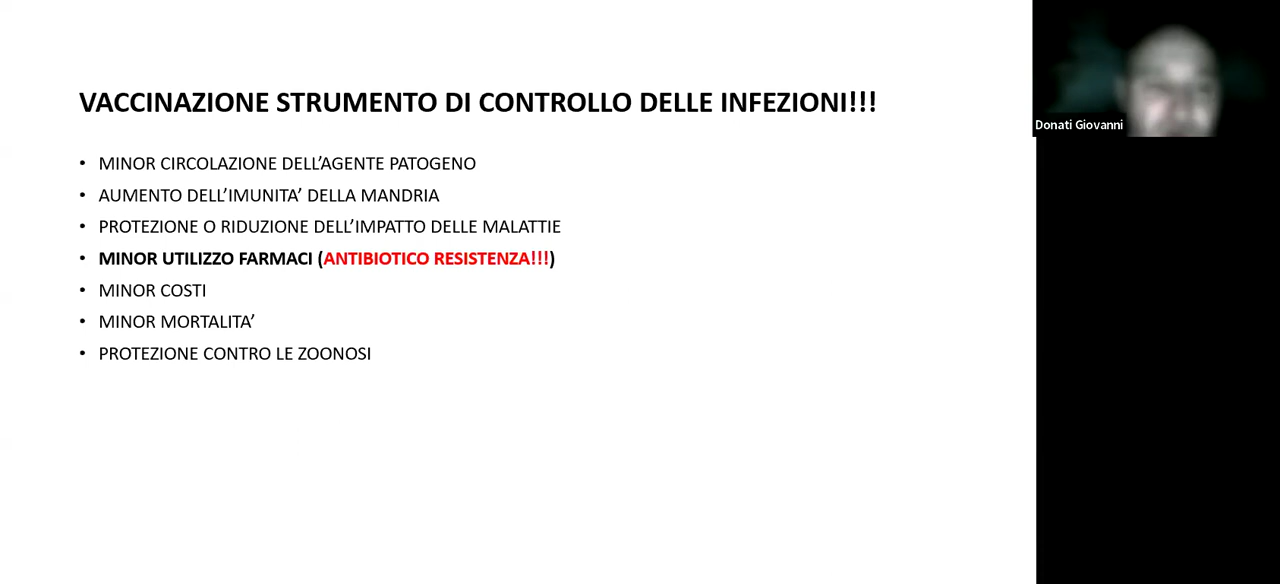 VACCINAZIONE STRUMENTO DI CONTROLLO DELLE INFEZIONI!!!
• MINOR CIRCOLAZIONE DELL’AGENTE PATOGENO
• AUMENTO DELL’IMUNITA’ DELLA MANDRIA
• PROTEZIONE O RIDUZIONE DELL’IMPATTO DELLE MALATTIE
• MINOR UTILIZZO FARMACI (ANTIBIOTICO RESISTENZA!!!)
• MINOR COSTI
• MINOR MORTALITA’
• PROTEZIONE CONTRO LE ZOONOSI
Donati Giovanni